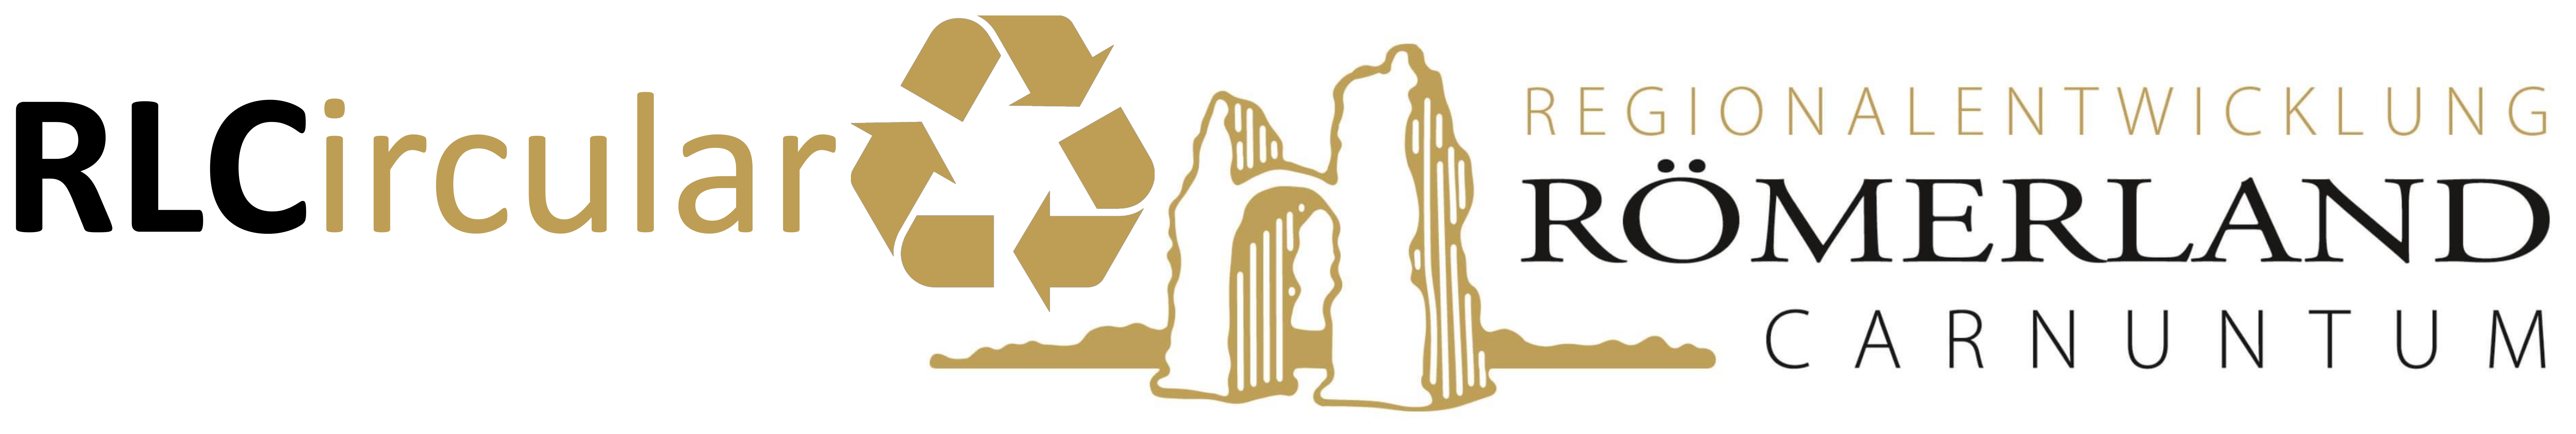 RLCircular
REGIONALENTWICKLUNG
RÖMERLAND
CARNUNTUM